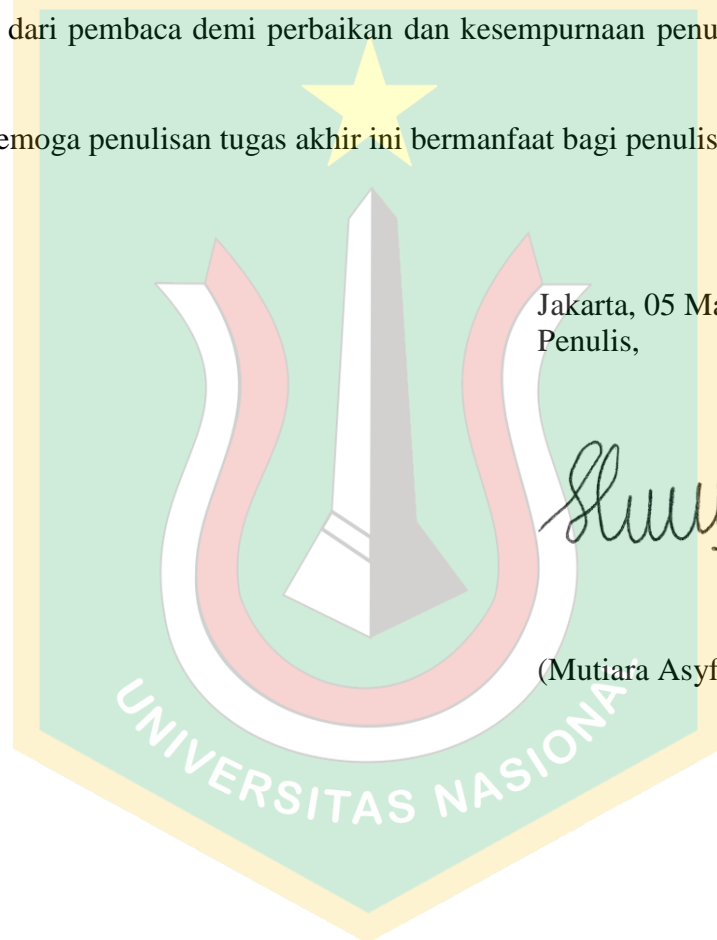 dari pembaca demi perbaikan dan kesempurnaan penu
emoga penulisan tugas akhir ini bermanfaat bagi penulis
Jakarta, 05 Ma
Penulis,
(Mutiara Asyf
UNIVERSITAS NASIONAL